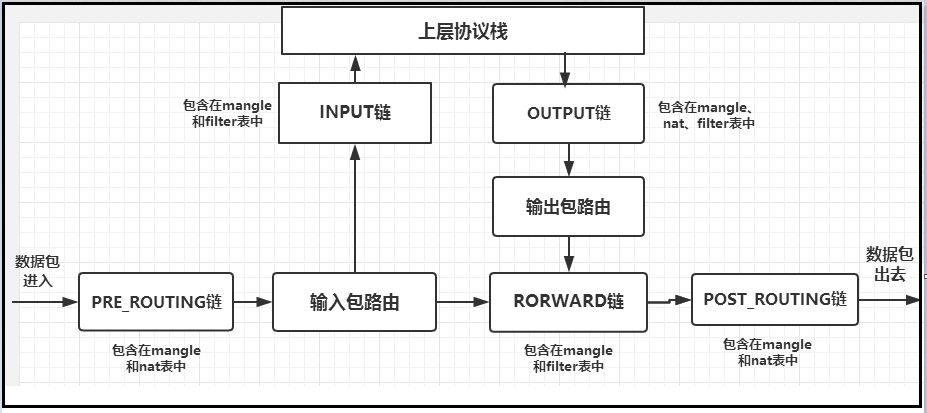 上层协议栈
包含在mangle
和filter表中
INPUT链
OUTPUT链
包含在mangle、
nat、filter表中
输出包路由
数据包
进入
PRE_ROUTING链
输入包路由
RORWARD链
POST_ROUTING链
数据包
出去
包含在mangle
和nat表中
包含在mangle
和filter表中
包含在mangle
和nat表中